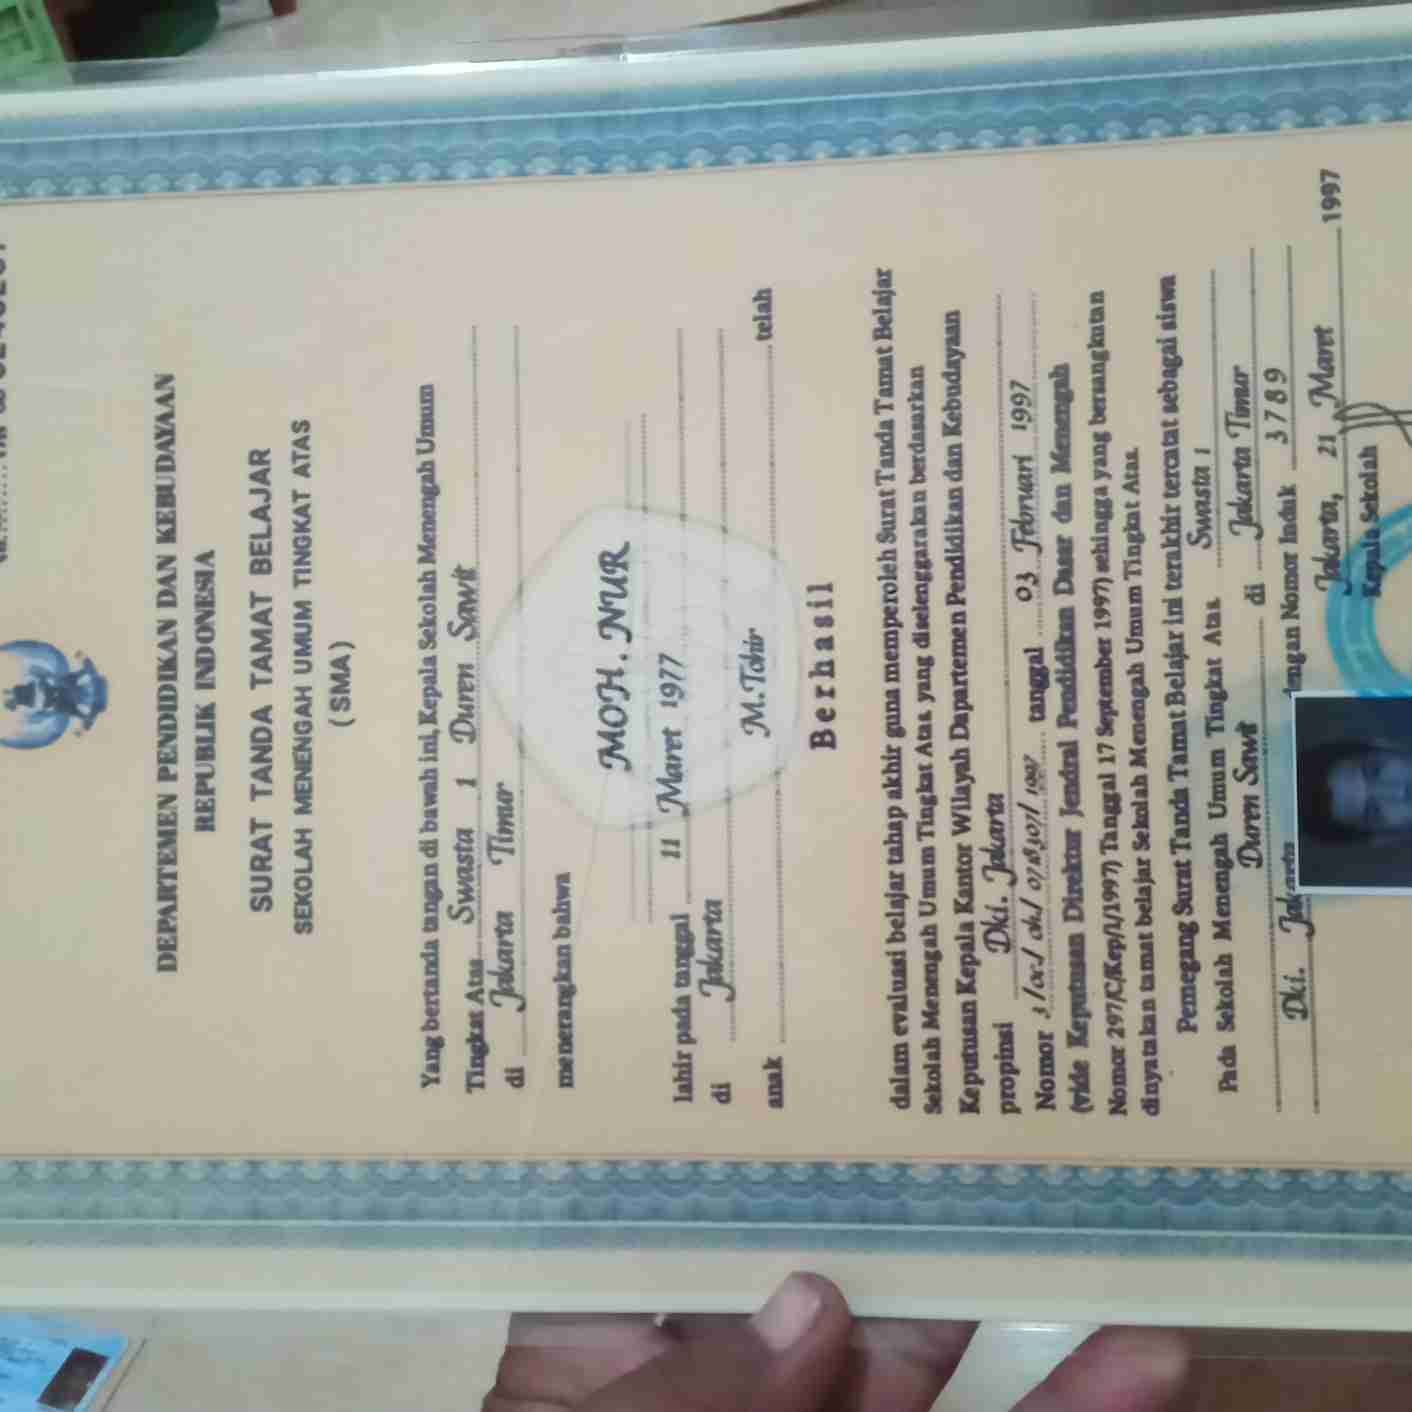 DEPARTEMEN PENDIDIKAN DAN KEBUDAYAAN
REPUBLIK INDONESIA
SURAT TANDA TAMAT BELAJAR
SEKOLAH MENENGAH UMUM TINGKAT ATAS
(SMA)
Yang bertanda tangan di bawah ini, Kepala Sekolah Menengah Umum
Tingkat Atas Swasta 1 Duren Sawit
di Jakarta Timur
menerangkan bahwa
MOH. NUR
lahir pada tanggal 11 Maret 1977
di Jakarta
anak M.Tohir telah
Berhasil
dalam evaluasi belajar tahap akhir guna memperoleh Surat Tanda Tamat Belajar
Sekolah Menengah Umum Tingkat Atas yang diselenggarakan berdasarkan
Keputusan Kepala Kantor Wilayah Dapartemen Pendidikan dan Kebudayaan
propinsi Dki. Jakarta
Nomor tanggal 03 Februari 1997
(vide Keputusan Direktur Jendral Pendidikan Dasar dan Menengah
Nomor 297/C/Kep/1/1997) Tanggal 17 September 1997) sehingga yang bersangkutan
dinyatakan tamat belajar Sekolah Menengah Umum Tingkat Atas.
Pemegang Surat Tanda Tamat Belajar ini terakhir tercatat sebagai siswa
Pada Sekolah Menengah Umum Tingkat Atas Swasta 1
Duren Sawit di Jakarta Timur
Dki. Jakarta dengan Nomor Induk 3789
Jakarta, 21 Maret 1997
Kepala Sekolah